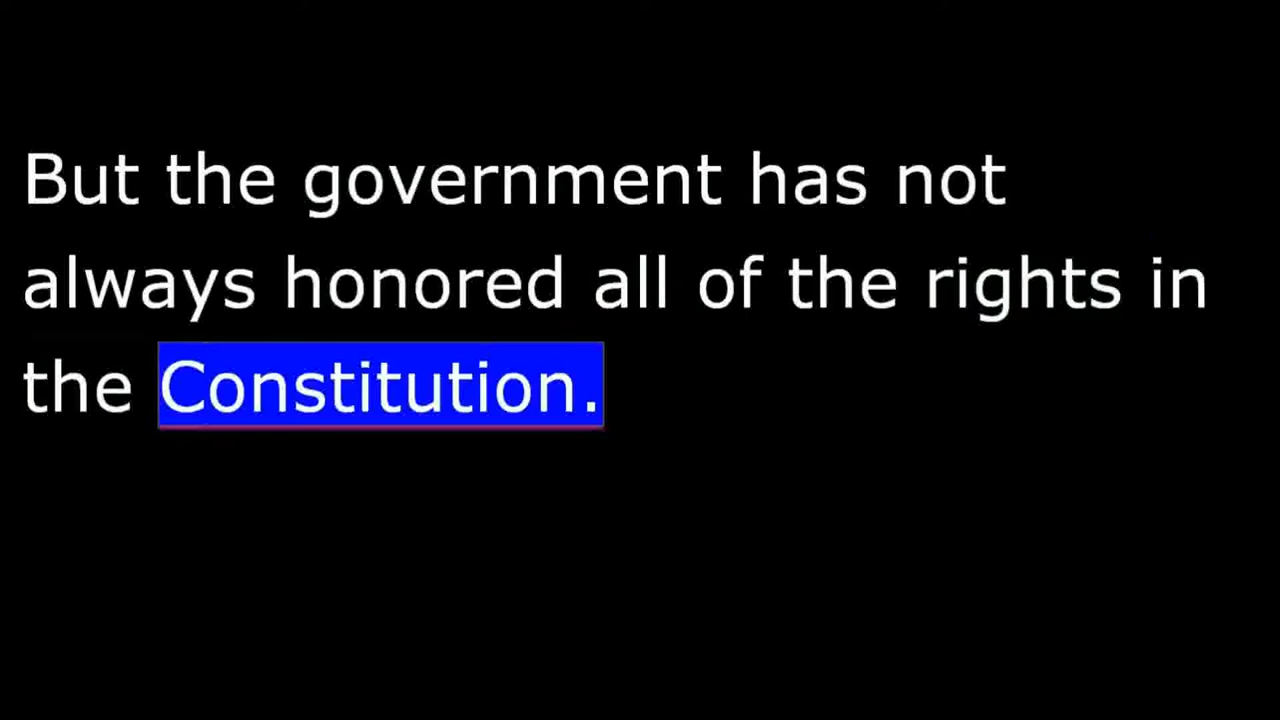 But the government has not
always honored all of the rights in
the Constitution.